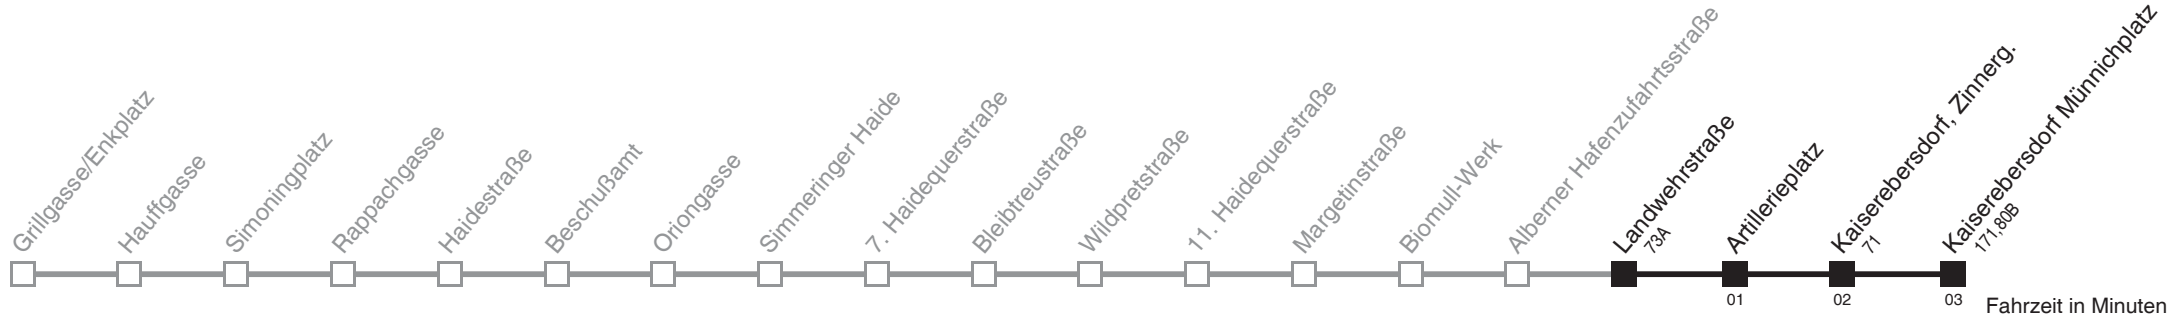 Grillgasse/Enkplatz
Hauffgasse
Simoningplatz
Rappachgasse
Haidestraße
Beschußamt
Oriongasse
Simmeringer Haide
7. Haidequerstraße
Bleibtreustraße
Wildpretstraße
11. Haidequerstraße
Margetinstraße
Biomull-Werk
Alberner Hafenzufahrtsstraße
Landwehrstraße
73A
Artillerieplatz
Kaiserebersdorf, Zinnerg.
71
Kaiserebersdorf Münnichplatz
171,80B
01
02
03
Fahrzeit in Minuten